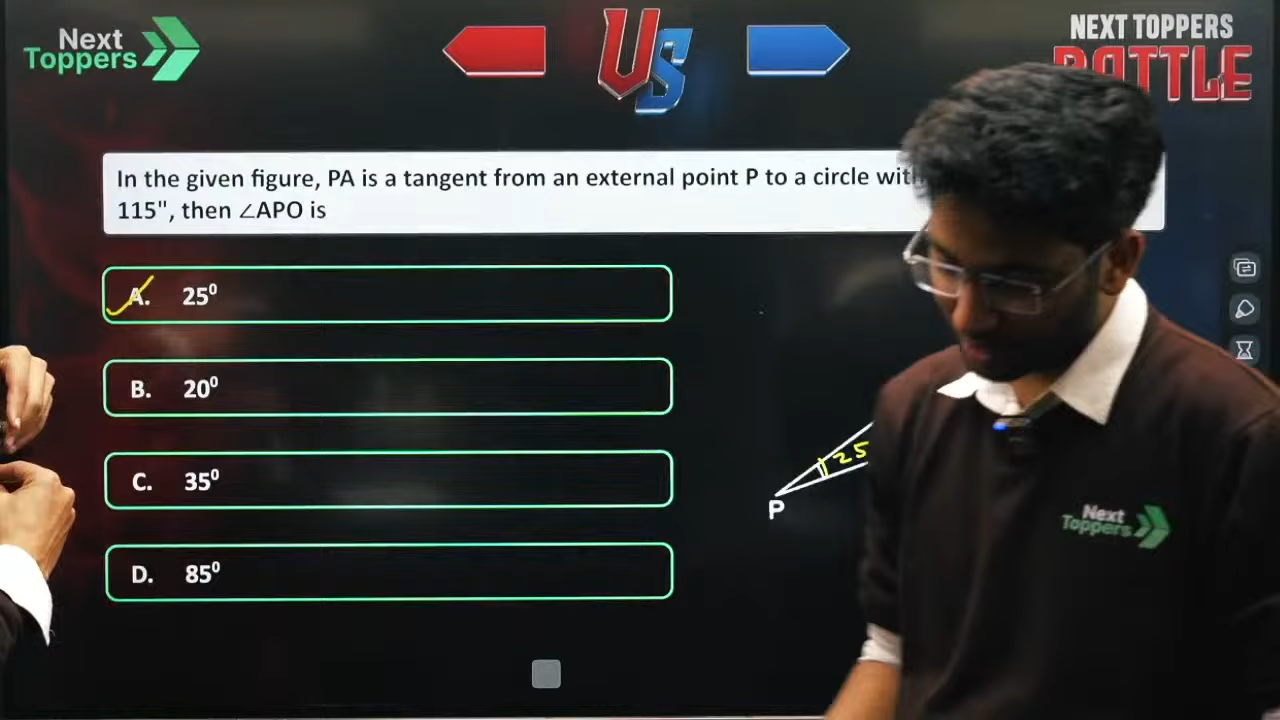 Next
Toppers
US
NEXT TOPPERS
BATTLE
In the given figure, PA is a tangent from an external point P to a circle with
115", then ∠APO is
A. 25⁰
B. 20⁰
C. 35⁰
D. 85⁰
25
P
Next
Toppers